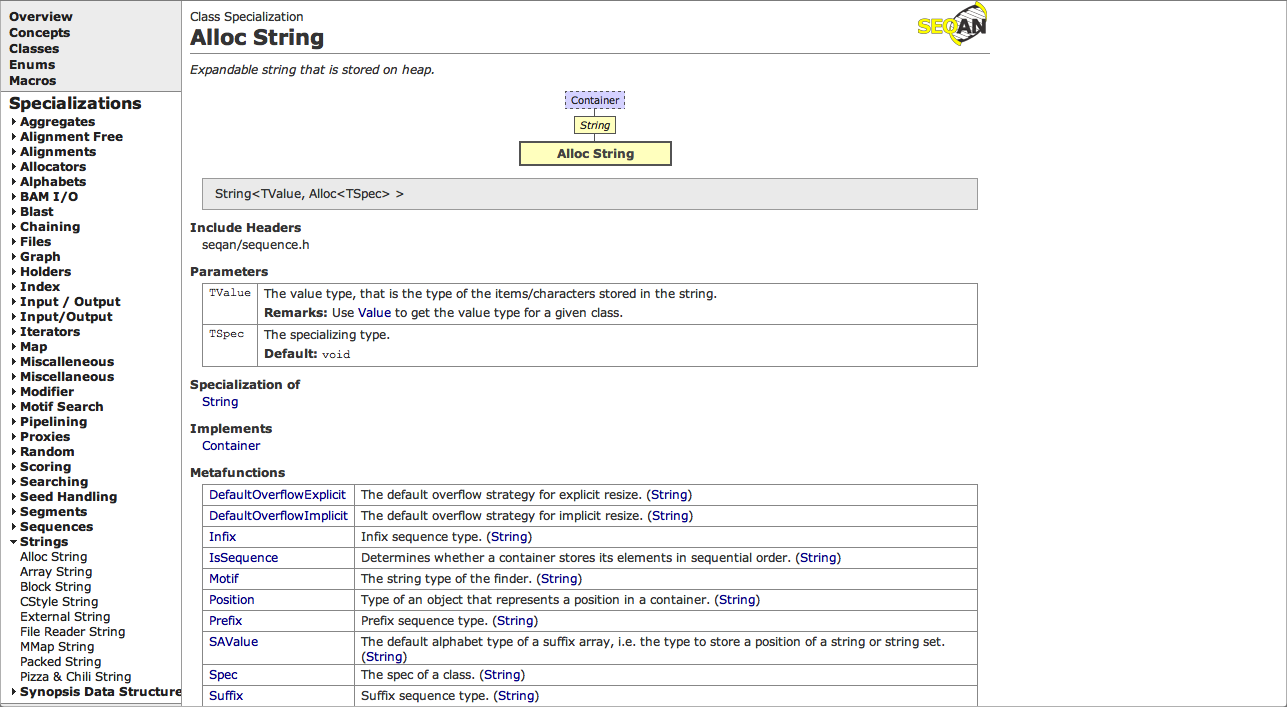 Overview
Concepts
Classes
Enums
Macros
Specializations
Aggregates
Alignment Free
Alignments
Allocators
Alphabets
BAM I/O
Blast
Chaining
Files
Graph
Holders
Index
Input / Output
Input/Output
Iterators
Map
Miscalleneous
Miscellaneous
Modifier
Motif Search
Pipelining
Proxies
Random
Scoring
Searching
Seed Handling
Segments
Sequences
Strings
Alloc String
Array String
Block String
CStyle String
External String
File Reader String
MMap String
Packed String
Pizza & Chili String
Synopsis Data Structure
Class Specialization
Alloc String
SEQAN
Expandable string that is stored on heap.
Container
String
Alloc String
String<TValue, Alloc<TSpec> >
Include Headers
seqan/sequence.h
Parameters
TValue The value type, that is the type of the items/characters stored in the string.
Remarks: Use Value to get the value type for a given class.
TSpec The specializing type.
Default: void
Specialization of
String
Implements
Container
Metafunctions
DefaultOverflowExplicit The default overflow strategy for explicit resize. (String)
DefaultOverflowImplicit The default overflow strategy for implicit resize. (String)
Infix Infix sequence type. (String)
IsSequence Determines whether a container stores its elements in sequential order. (String)
Motif The string type of the finder. (String)
Position Type of an object that represents a position in a container. (String)
Prefix Prefix sequence type. (String)
SAValue The default alphabet type of a suffix array, i.e. the type to store a position of a string or string set.
(String)
Spec The spec of a class. (String)
Suffix Suffix sequence type. (String)